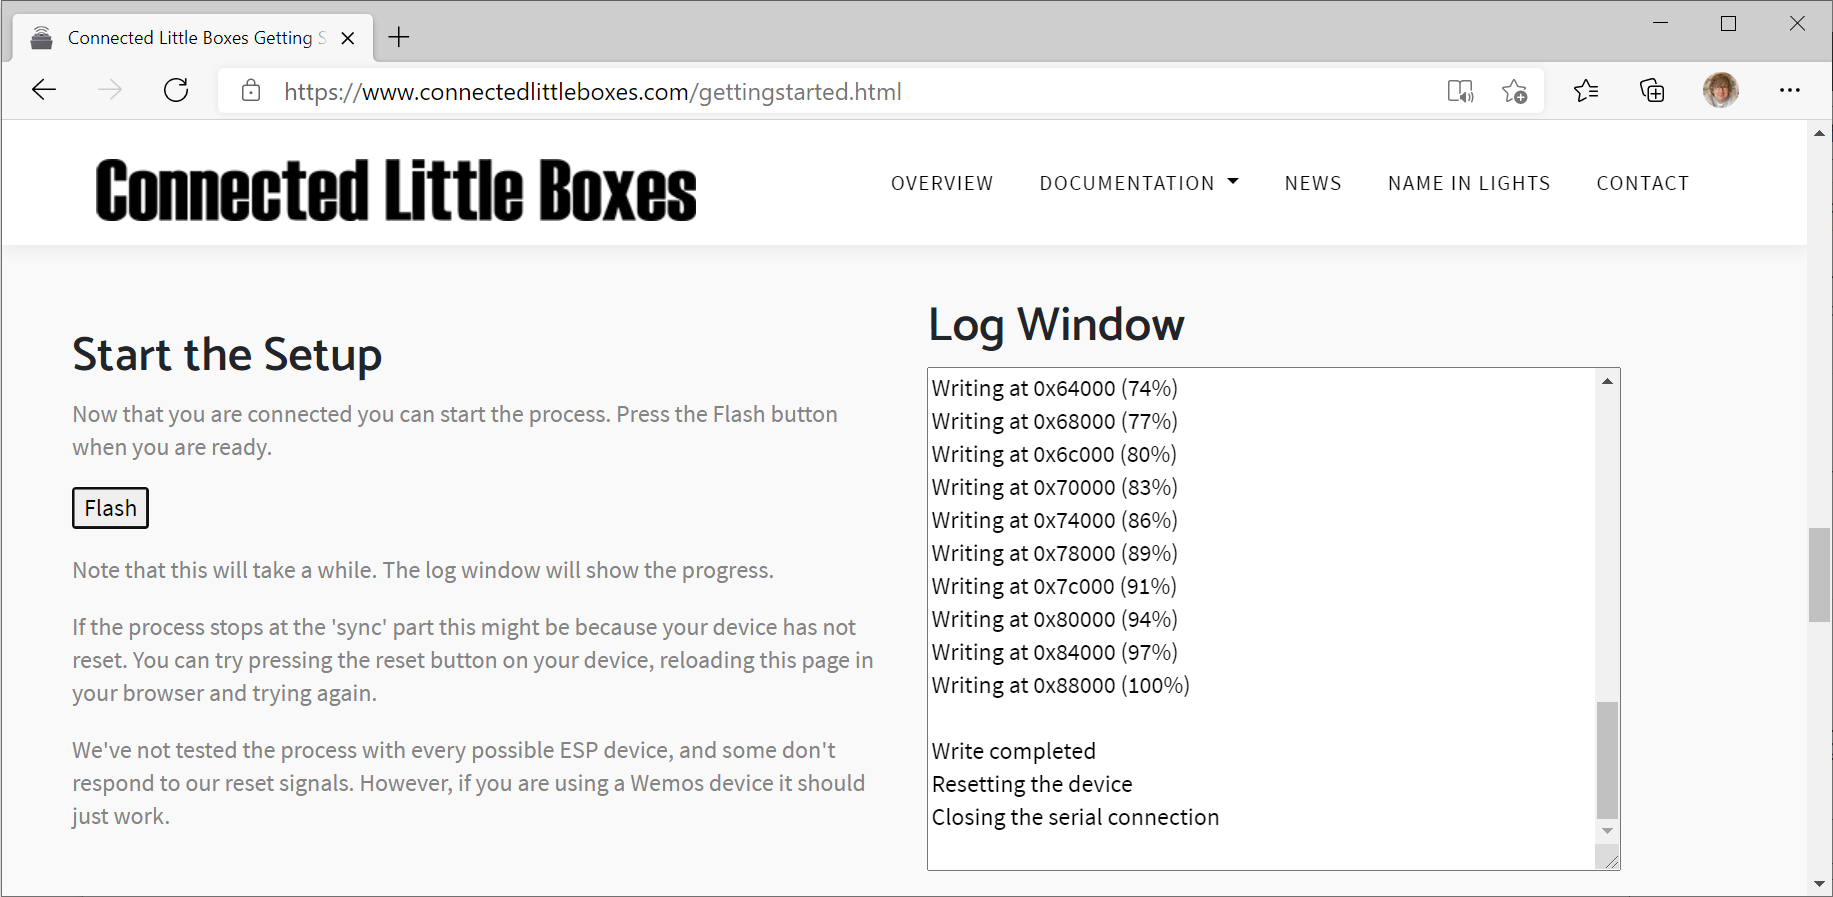 Connected Little Boxes Getting S
https://www.connectedlittleboxes.com/gettingstarted.html
Connected Little Boxes
OVERVIEW
DOCUMENTATION
NEWS
NAME IN LIGHTS
CONTACT
Start the Setup
Now that you are connected you can start the process. Press the Flash button
when you are ready.
Flash
Note that this will take a while. The log window will show the progress.
If the process stops at the 'sync' part this might be because your device has not
reset. You can try pressing the reset button on your device, reloading this page in
your browser and trying again.
We've not tested the process with every possible ESP device, and some don't
respond to our reset signals. However, if you are using a Wemos device it should
just work.
Log Window
Writing at 0x64000 (74%)
Writing at 0x68000 (77%)
Writing at 0x6c000 (80%)
Writing at 0x70000 (83%)
Writing at 0x74000 (86%)
Writing at 0x78000 (89%)
Writing at 0x7c000 (91%)
Writing at 0x80000 (94%)
Writing at 0x84000 (97%)
Writing at 0x88000 (100%)
Write completed
Resetting the device
Closing the serial connection